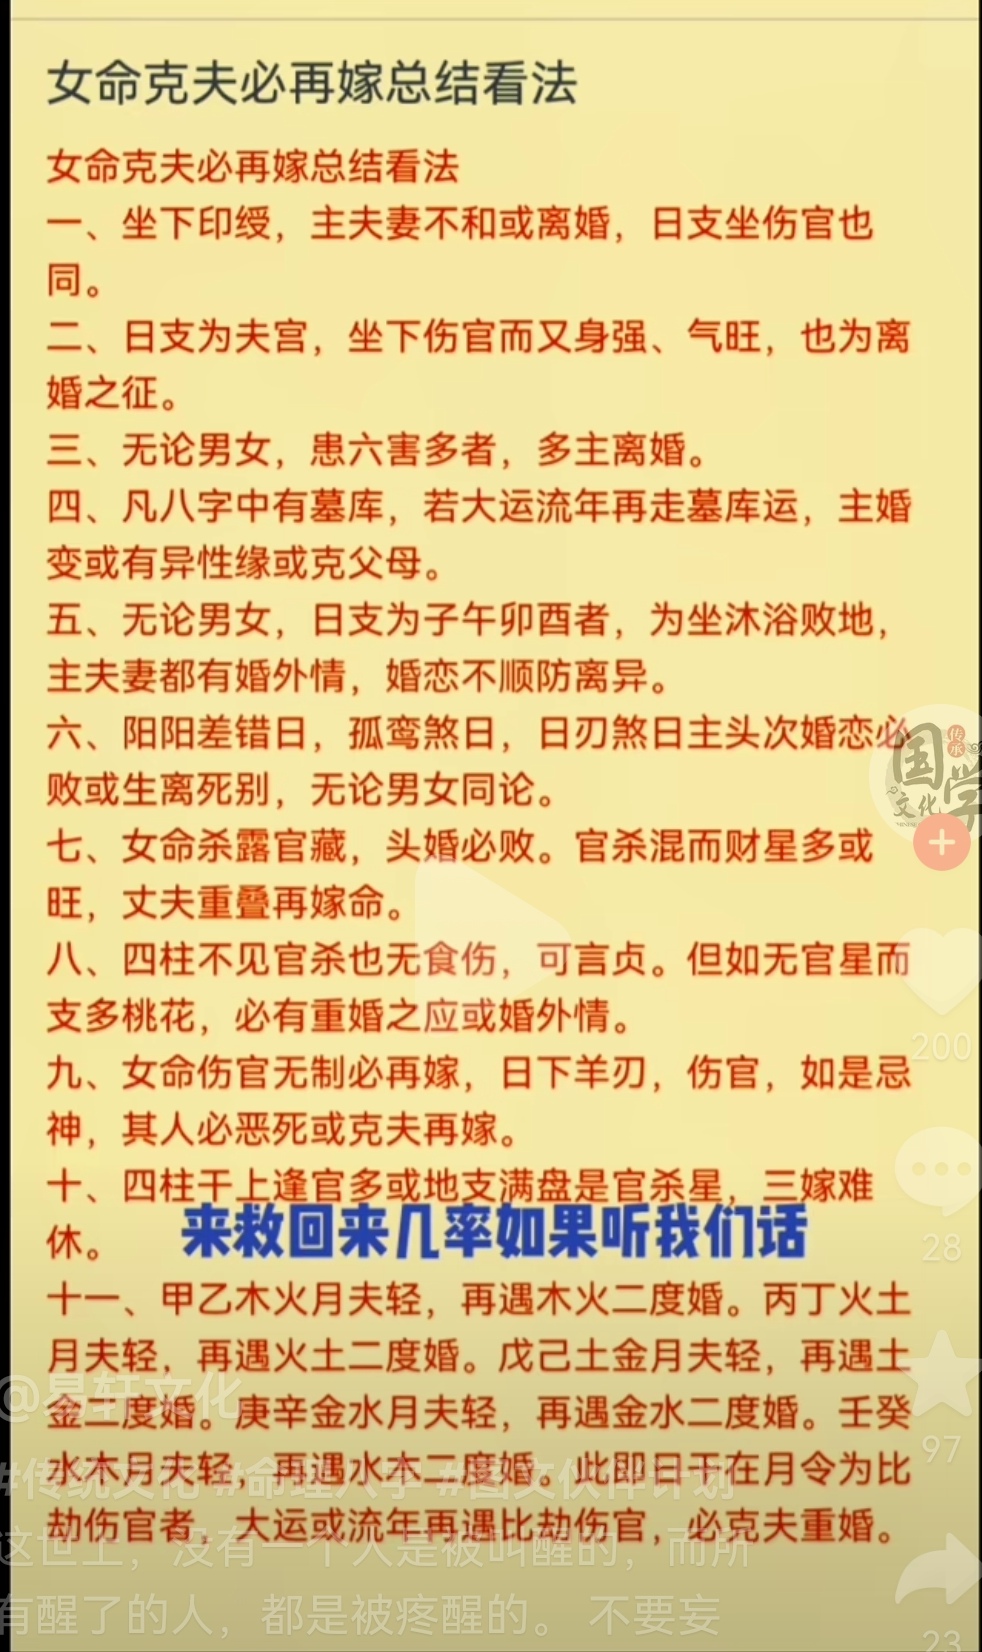 女命克夫必再嫁总结看法
女命克夫必再嫁总结看法
一、坐下印绶，主夫妻不和或离婚，日支坐伤官也
同。
二、日支为夫宫，坐下伤官而又身强、气旺，也为离
婚之征。
三、无论男女，患六害多者，多主离婚。
四、凡八字中有墓库，若大运流年再走墓库运，主婚
变或有异性缘或克父母。
五、无论男女，日支为子午卯酉者，为坐沐浴败地，
主夫妻都有婚外情，婚恋不顺防离异。
六、阳阳差错日，孤鸾煞日，日刃煞日主头次婚恋必
败或生离死别，无论男女同论。
国学
传承
文化
七、女命杀露官藏，头婚必败。官杀混而财星多或
旺，丈夫重叠再嫁命。
八、四柱不见官杀也无食伤，可言贞。但如无官星而
支多桃花，必有重婚之应或婚外情。
200
九、女命伤官无制必再嫁，日下羊刃，伤官，如是忌
神，其人必恶死或克夫再嫁。
十、四柱干上逢官多或地支满盘是官杀星，三嫁难
休。
来救回来几率如果听我们话
28
十一、甲乙木火月夫轻，再遇木火二度婚。丙丁火土
月夫轻，再遇火土二度婚。戊己土金月夫轻，再遇土
@易轩文化
金二度婚。庚辛金水月夫轻，再遇金水二度婚。壬癸
97
水木月夫轻，再遇水木二度婚。此即日干在月令为比
#传统文化 #命理八字 #图文伙伴计划
劫伤官者，大运或流年再遇比劫伤官，必克夫重婚。
这世上，没有一个人是被叫醒的，而所
有醒了的人，都是被疼醒的。 不要妄
23